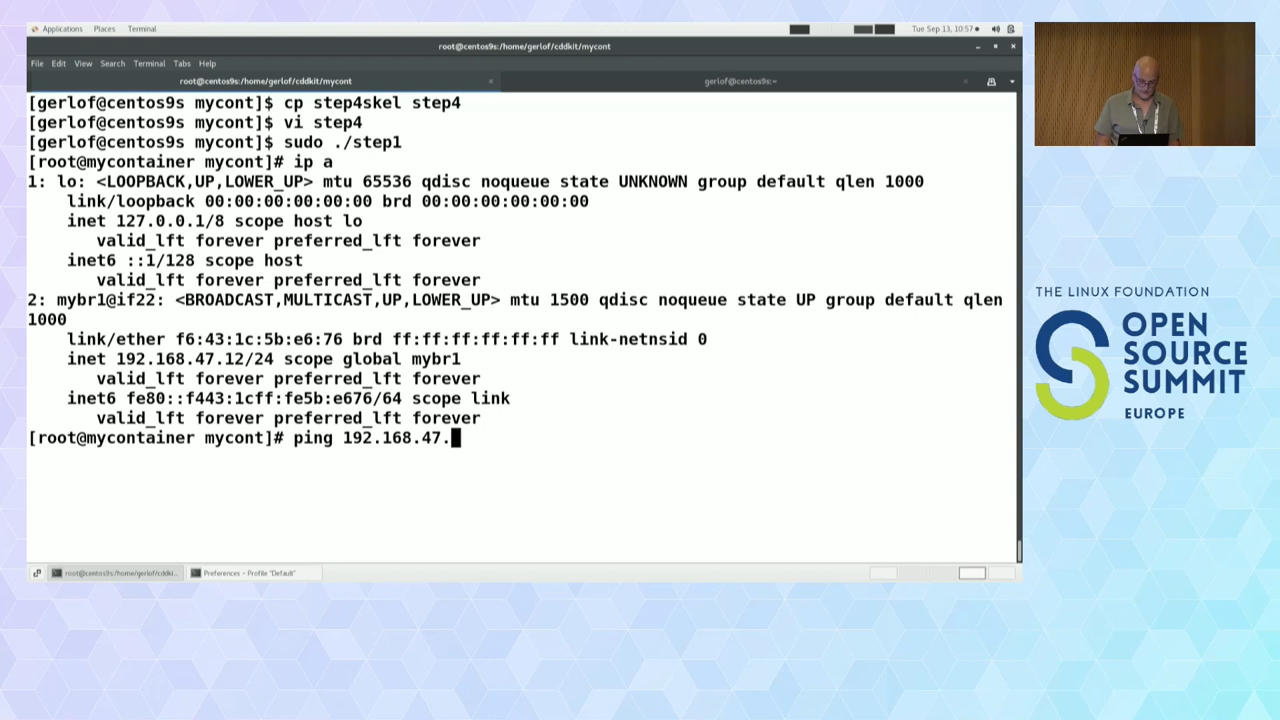 Applications Places Terminal
Tue Sep 13, 10:57
root@centos9s:/home/gerlof/cddkit/mycont
File Edit View Search Terminal Tabs Help
root@centos9s:/home/gerlof/cddkit/mycont
gerlof@centos9s:~
[gerlof@centos9s mycont]$ cp step4skel step4
[gerlof@centos9s mycont]$ vi step4
[gerlof@centos9s mycont]$ sudo ./step1
[root@mycontainer mycont]# ip a
1: lo: <LOOPBACK,UP,LOWER_UP> mtu 65536 qdisc noqueue state UNKNOWN group default qlen 1000
link/loopback 00:00:00:00:00:00 brd 00:00:00:00:00:00
inet 127.0.0.1/8 scope host lo
valid_lft forever preferred_lft forever
inet6 ::1/128 scope host
valid_lft forever preferred_lft forever
2: mybr1@if22: <BROADCAST,MULTICAST,UP,LOWER_UP> mtu 1500 qdisc noqueue state UP group default qlen
1000
link/ether f6:43:1c:5b:e6:76 brd ff:ff:ff:ff:ff:ff link-netnsid 0
inet 192.168.47.12/24 scope global mybr1
valid_lft forever preferred_lft forever
inet6 fe80::f443:1cff:fe5b:e676/64 scope link
valid_lft forever preferred_lft forever
[root@mycontainer mycont]# ping 192.168.47.
root@centos9s:/home/gerlof/cddki...
Preferences – Profile "Default"
THE LINUX FOUNDATION
OPEN
SOURCE
SUMMIT
EUROPE